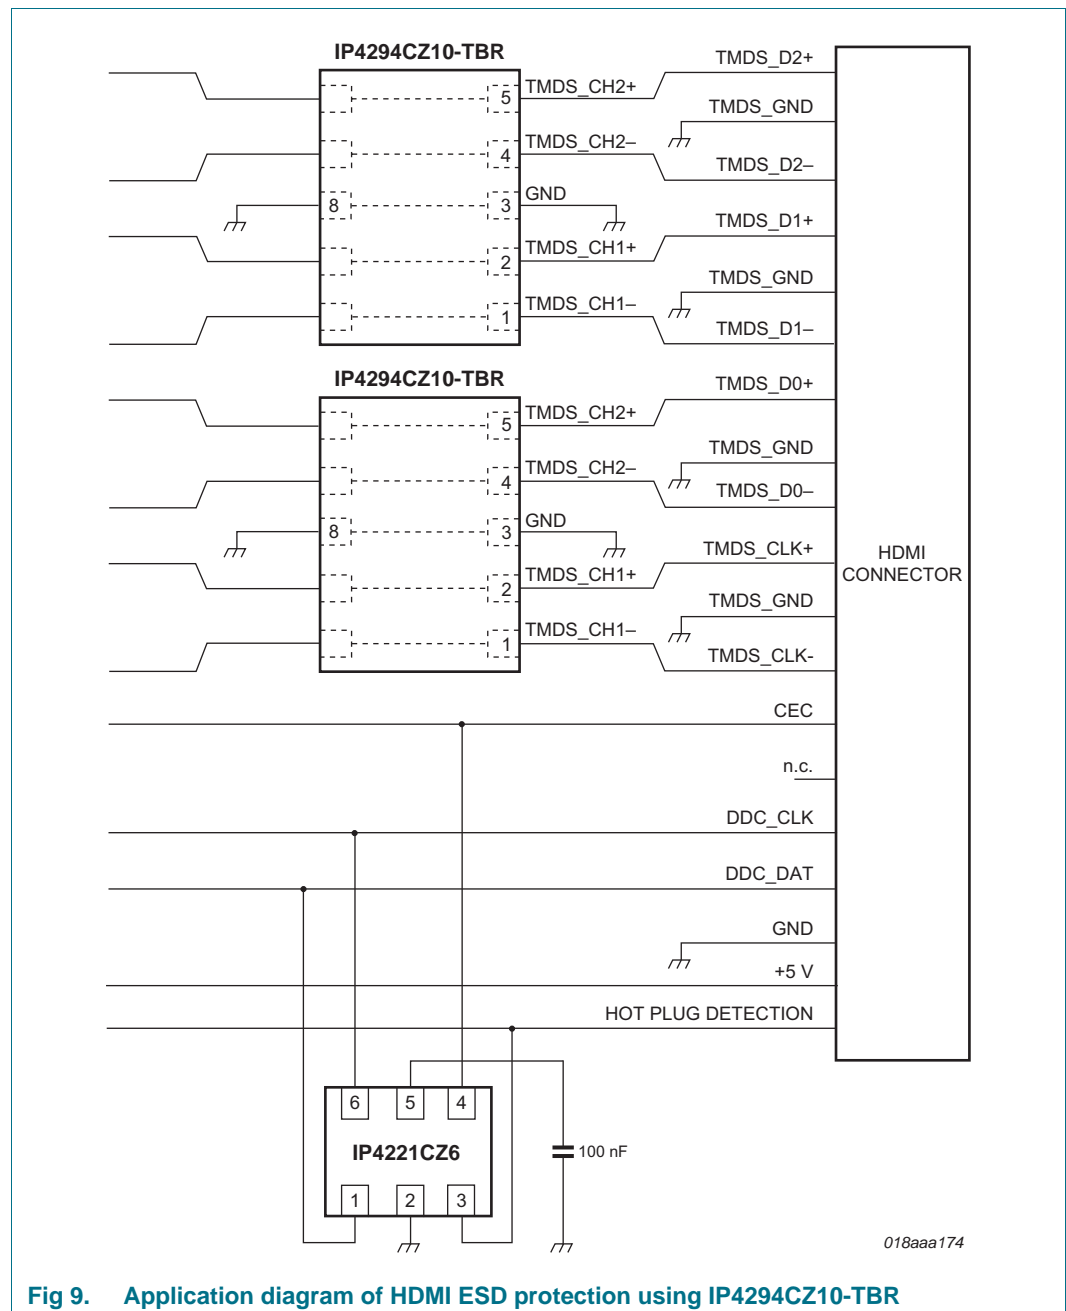 IP4294CZ10-TBR
TMDS_D2+
5
TMDS_CH2+
TMDS_GND
4
TMDS_CH2–
TMDS_D2–
8
3
GND
TMDS_D1+
2
TMDS_CH1+
TMDS_GND
1
TMDS_CH1–
TMDS_D1–
IP4294CZ10-TBR
TMDS_D0+
5
TMDS_CH2+
TMDS_GND
4
TMDS_CH2–
TMDS_D0–
8
3
GND
TMDS_CLK+
HDMI
CONNECTOR
2
TMDS_CH1+
TMDS_GND
1
TMDS_CH1–
TMDS_CLK-
CEC
n.c.
DDC_CLK
DDC_DAT
GND
+5 V
HOT PLUG DETECTION
6 5 4
IP4221CZ6
100 nF
1 2 3
018aaa174
Fig 9. Application diagram of HDMI ESD protection using IP4294CZ10-TBR